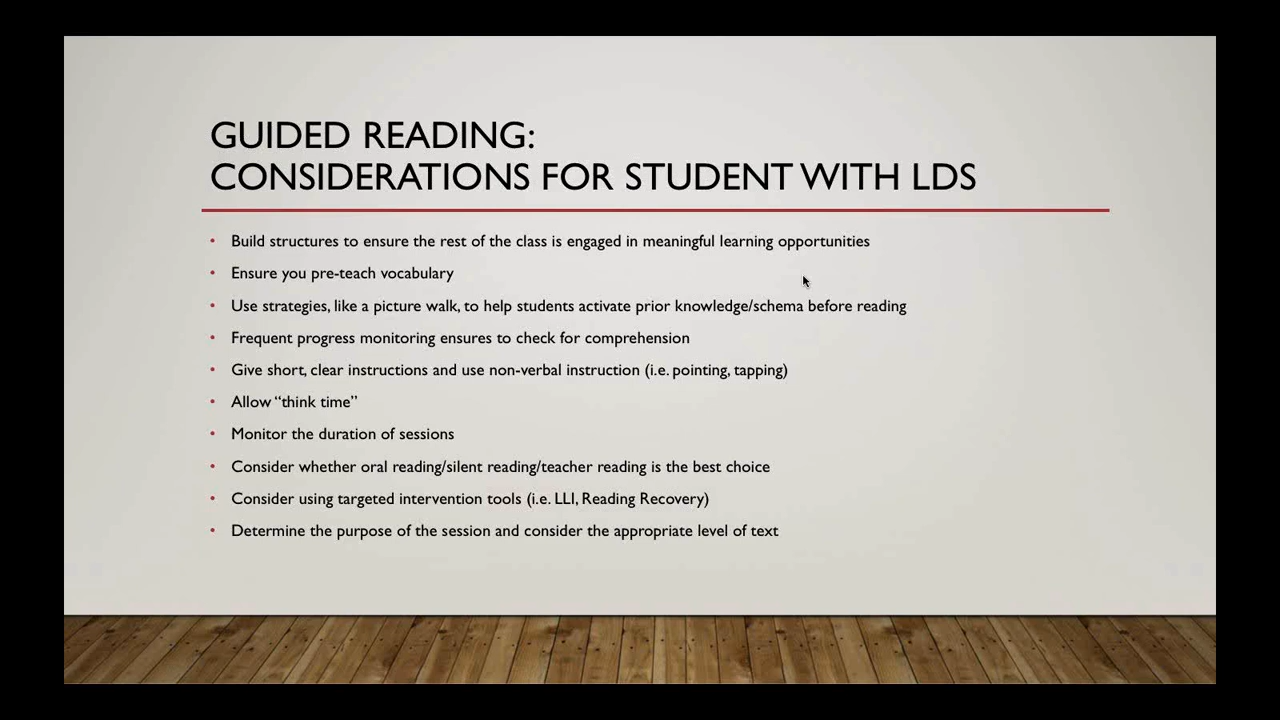 GUIDED READING:
CONSIDERATIONS FOR STUDENT WITH LDS
• Build structures to ensure the rest of the class is engaged in meaningful learning opportunities
• Ensure you pre-teach vocabulary
• Use strategies, like a picture walk, to help students activate prior knowledge/schema before reading
• Frequent progress monitoring ensures to check for comprehension
• Give short, clear instructions and use non-verbal instruction (i.e. pointing, tapping)
• Allow “think time”
• Monitor the duration of sessions
• Consider whether oral reading/silent reading/teacher reading is the best choice
• Consider using targeted intervention tools (i.e. LLI, Reading Recovery)
• Determine the purpose of the session and consider the appropriate level of text